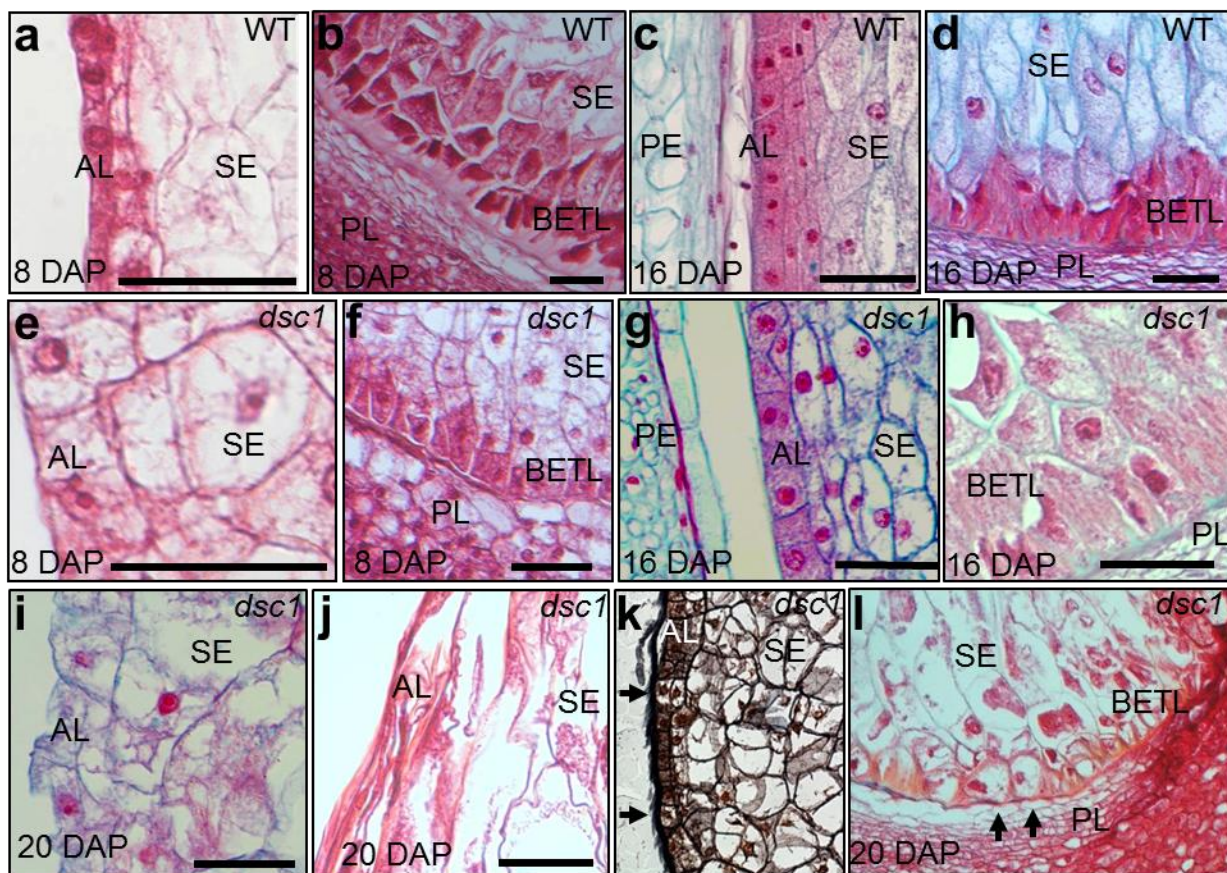 a WT
AL SE
8 DAP
b WT
SE
BETL
PL
8 DAP
c WT
PE AL SE
16 DAP
d WT
SE
BETL
16 DAP PL
e dsc1
SE
AL
8 DAP
f dsc1
SE
BETL
PL
8 DAP
g dsc1
PE AL SE
16 DAP
h dsc1
BETL
PL
16 DAP
i dsc1
SE
AL
20 DAP
j dsc1
AL SE
20 DAP
k dsc1
AL SE
l dsc1
SE
BETL
PL
20 DAP